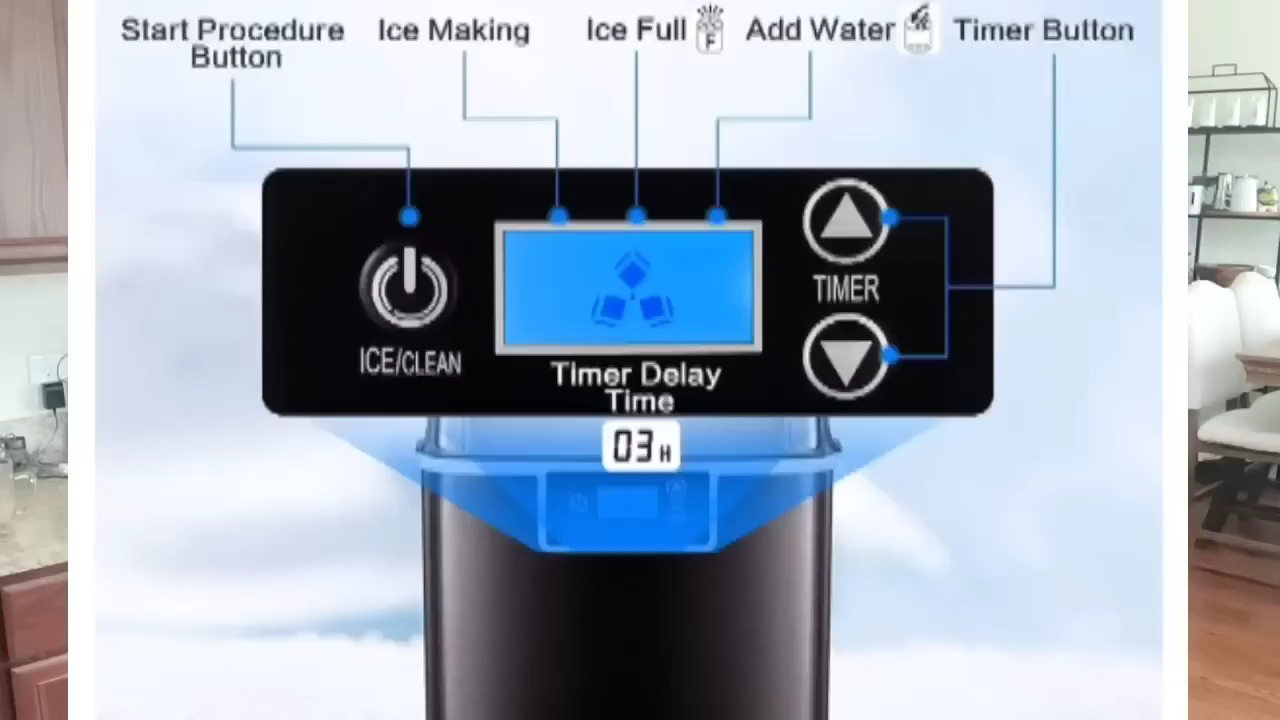 Start Procedure
Button
Ice Making
Ice Full
F
Add Water
Timer Button
ICE/CLEAN
TIMER
Timer Delay
Time
03H